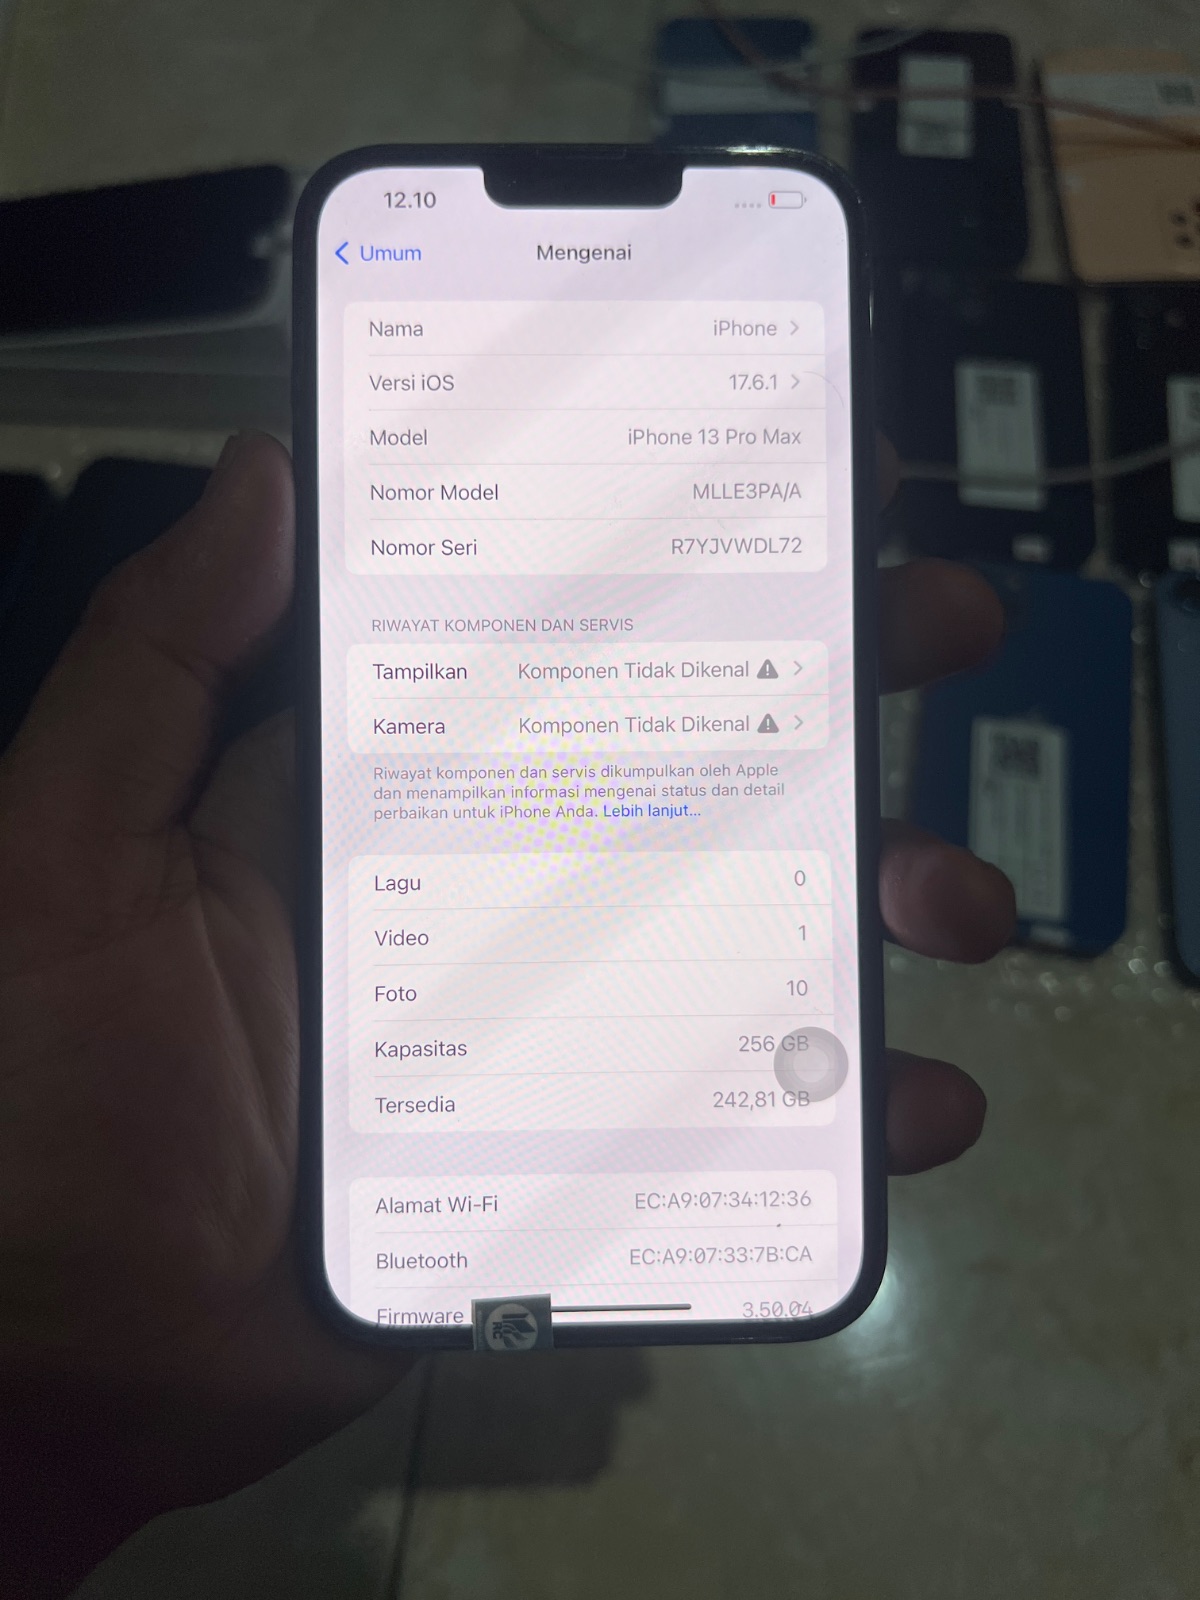 12.10
Umum
Mengenai
Nama iPhone
Versi iOS 17.6.1
Model iPhone 13 Pro Max
Nomor Model MLLE3PA/A
Nomor Seri R7YJVWDL72
RIWAYAT KOMPONEN DAN SERVIS
Tampilkan Komponen Tidak Dikenal
Kamera Komponen Tidak Dikenal
Riwayat komponen dan servis dikumpulkan oleh Apple
dan menampilkan informasi mengenai status dan detail
perbaikan untuk iPhone Anda. Lebih lanjut...
Lagu 0
Video 1
Foto 10
Kapasitas 256 GB
Tersedia 242,81 GB
Alamat Wi-Fi EC:A9:07:34:12:36
Bluetooth EC:A9:07:33:7B:CA
Firmware 3.50.04